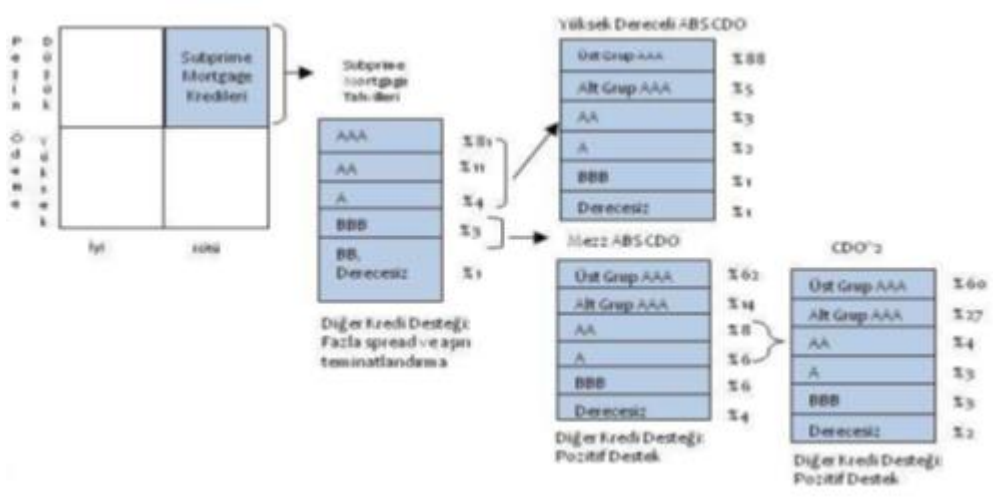 Peşin Ödeme
Düşük
Yüksek
İyi
Kötü
Subprime
Mortgage
Kredileri
Subprime
Mortgage
Tahvilleri
AAA %81
AA %11
A %4
BBB %3
BB,
Derecesiz %1
Diğer Kredi Desteği:
Fazla spread ve aşırı
teminatlandırma
Yüksek Dereceli ABS CDO
Üst Grup AAA %88
Alt Grup AAA %5
AA %3
A %2
BBB %1
Derecesiz %1
Mezz ABS CDO
Üst Grup AAA %62
Alt Grup AAA %14
AA %8
A %6
BBB %6
Derecesiz %4
Diğer Kredi Desteği:
Pozitif Destek
CDO^2
Üst Grup AAA %60
Alt Grup AAA %27
AA %4
A %3
BBB %3
Derecesiz %2
Diğer Kredi Desteği:
Pozitif Destek